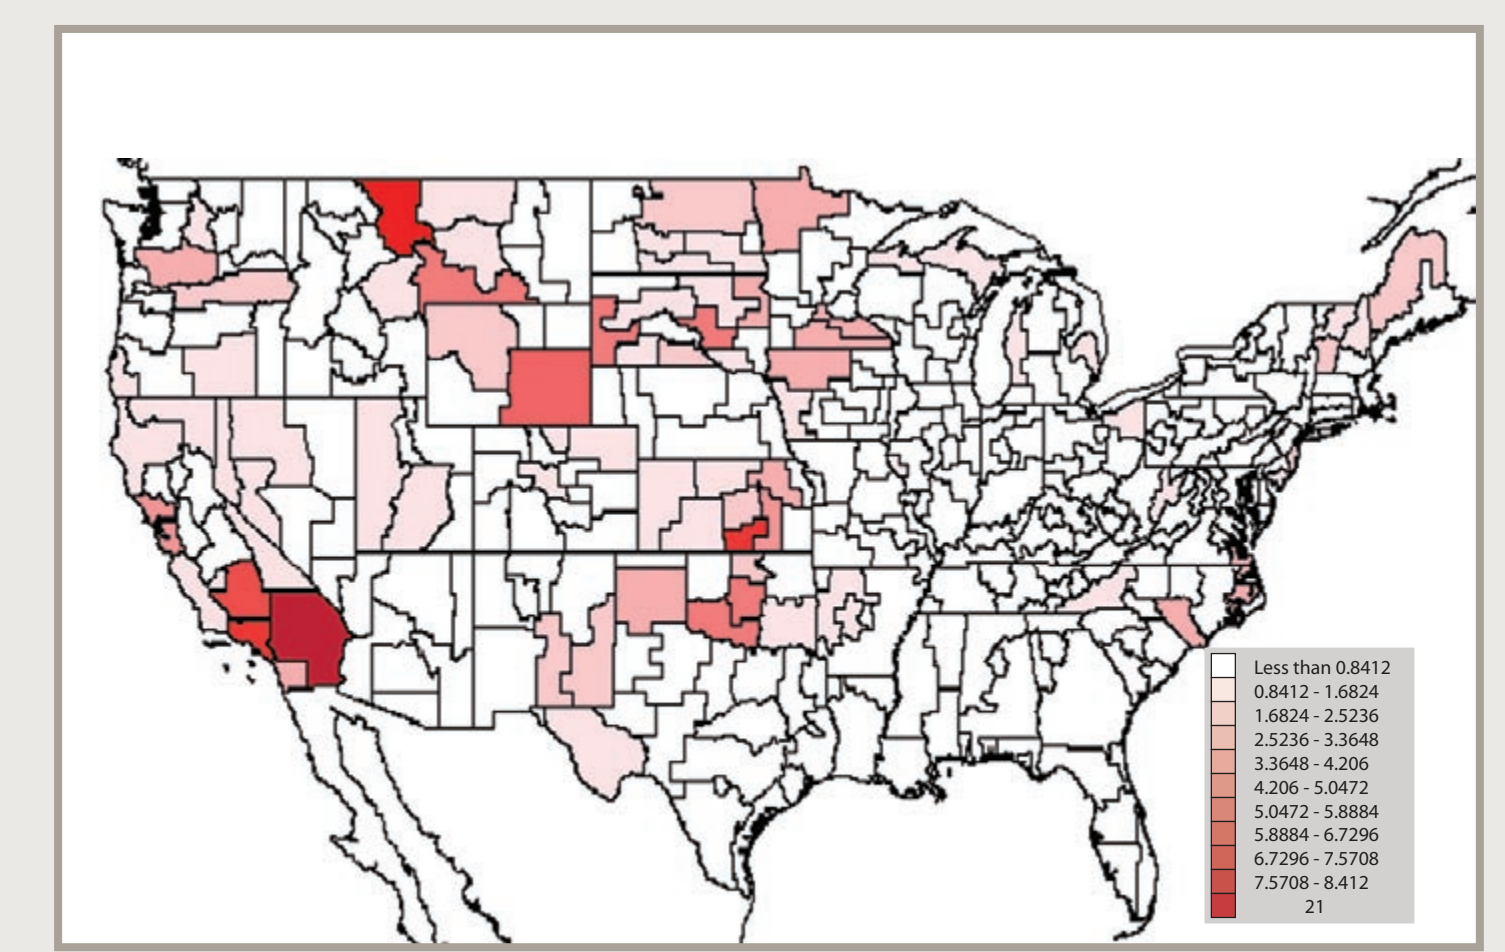 Less than 0.8412
0.8412 - 1.6824
1.6824 - 2.5236
2.5236 - 3.3648
3.3648 - 4.206
4.206 - 5.0472
5.0472 - 5.8884
5.8884 - 6.7296
6.7296 - 7.5708
7.5708 - 8.412
21